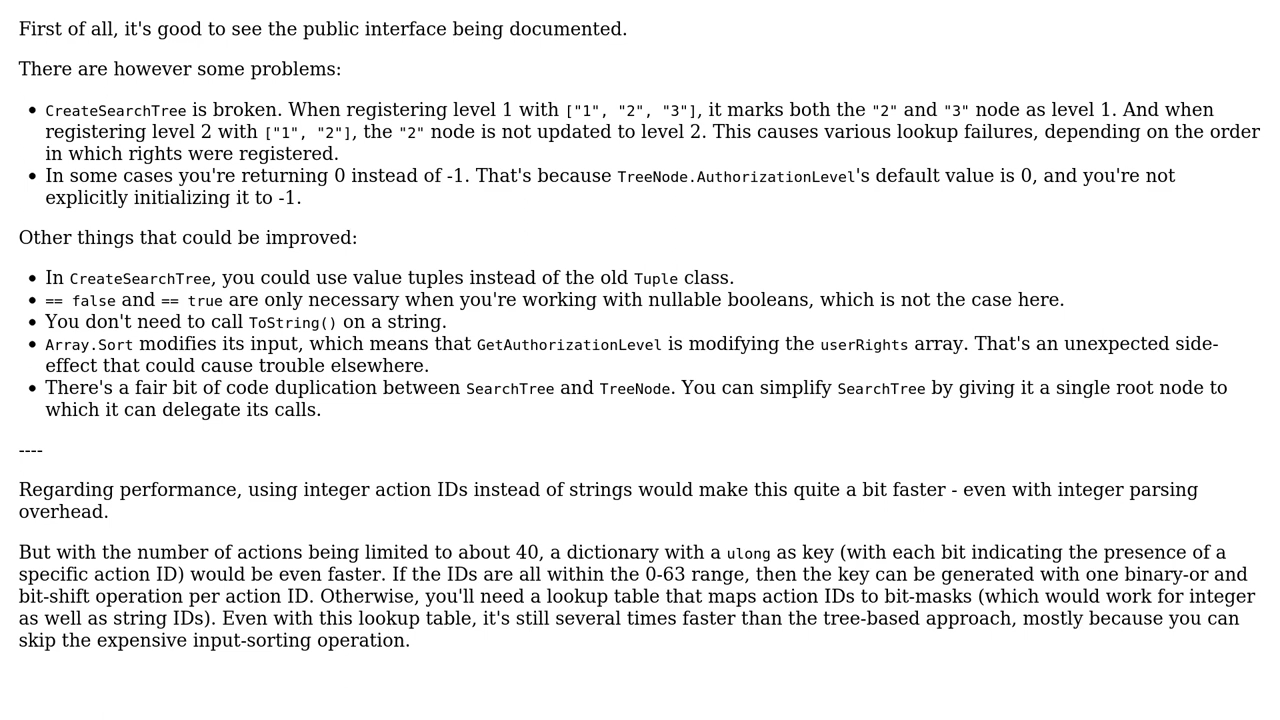 First of all, it's good to see the public interface being documented.
There are however some problems:
• CreateSearchTree is broken. When registering level 1 with ["1", "2", "3"], it marks both the "2" and "3" node as level 1. And when
registering level 2 with ["1", "2"], the "2" node is not updated to level 2. This causes various lookup failures, depending on the order
in which rights were registered.
• In some cases you're returning 0 instead of -1. That's because TreeNode.AuthorizationLevel's default value is 0, and you're not
explicitly initializing it to -1.
Other things that could be improved:
• In CreateSearchTree, you could use value tuples instead of the old Tuple class.
• == false and == true are only necessary when you're working with nullable booleans, which is not the case here.
• You don't need to call ToString() on a string.
• Array.Sort modifies its input, which means that GetAuthorizationLevel is modifying the userRights array. That's an unexpected side-
effect that could cause trouble elsewhere.
• There's a fair bit of code duplication between SearchTree and TreeNode. You can simplify SearchTree by giving it a single root node to
which it can delegate its calls.
----
Regarding performance, using integer action IDs instead of strings would make this quite a bit faster - even with integer parsing
overhead.
But with the number of actions being limited to about 40, a dictionary with a ulong as key (with each bit indicating the presence of a
specific action ID) would be even faster. If the IDs are all within the 0-63 range, then the key can be generated with one binary-or and
bit-shift operation per action ID. Otherwise, you'll need a lookup table that maps action IDs to bit-masks (which would work for integer
as well as string IDs). Even with this lookup table, it's still several times faster than the tree-based approach, mostly because you can
skip the expensive input-sorting operation.